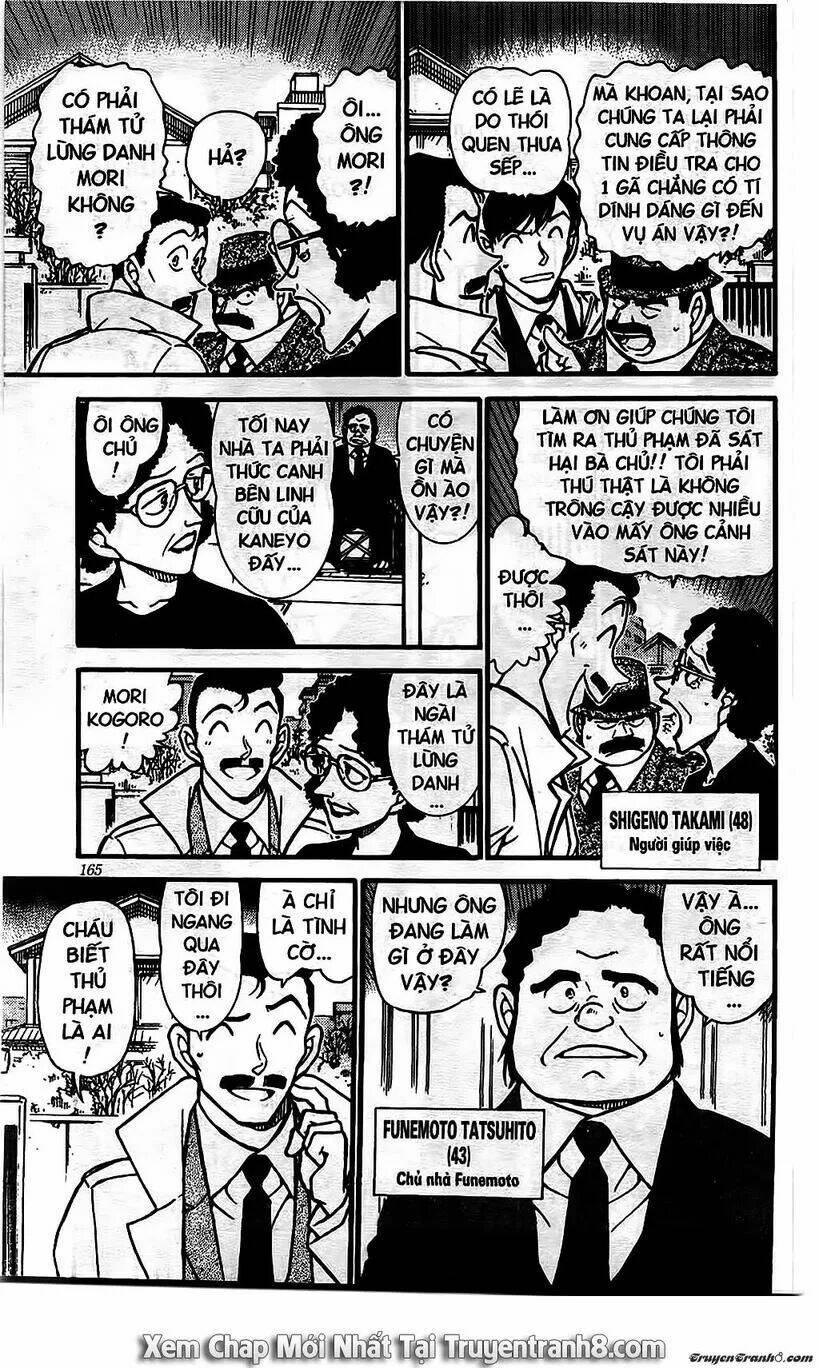 MÀ KHOAN, TẠI SAO
CHÚNG TA LẠI PHẢI
CUNG CẤP THÔNG
TIN ĐIỀU TRA CHO
1 GÃ CHẲNG CÓ TÍ
DÍNH DÁNG GÌ ĐẾN
VỤ ÁN VẬY?!
CÓ LẼ LÀ
DO THÓI
QUEN THƯA
SẾP...
ÔI...
ÔNG
MORI
?!
HẢ?
CÓ PHẢI
THÁM TỬ
LỪNG DANH
MORI
KHÔNG
?
LÀM ƠN GIÚP CHÚNG TÔI
TÌM RA THỦ PHẠM ĐÃ SÁT
HẠI BÀ CHỦ!! TÔI PHẢI
THÚ THẬT LÀ KHÔNG
TRÔNG CẬY ĐƯỢC NHIỀU
VÀO MẤY ÔNG CẢNH
SÁT NÀY!
ĐƯỢC
THÔI
...
SHIGENO TAKAMI (48)
Người giúp việc
CÓ
CHUYỆN
GÌ MÀ
ỒN ÀO
VẬY?!
TỐI NAY
NHÀ TA PHẢI
THỨC CANH
BÊN LINH
CỮU CỦA
KANEYO
ĐẤY...
ÔI ÔNG
CHỦ
!
ĐÂY LÀ
NGÀI
THÁM TỬ
LỪNG
DANH
...
MORI
KOGORO
!
165
VẬY À...
ÔNG
RẤT NỔI
TIẾNG
...
NHƯNG ÔNG
ĐANG LÀM
GÌ Ở ĐÂY
VẬY?
FUNEMOTO TATSUHITO
(43)
Chủ nhà Funemoto
À CHỈ
LÀ TÌNH
CỜ...
TÔI ĐI
NGANG
QUA
ĐÂY
THÔI
...
CHÁU
BIẾT
THỦ
PHẠM
LÀ AI
!
Xem Chap Mới Nhất Tại Truyentranh8.com
TruyenTranh8.com